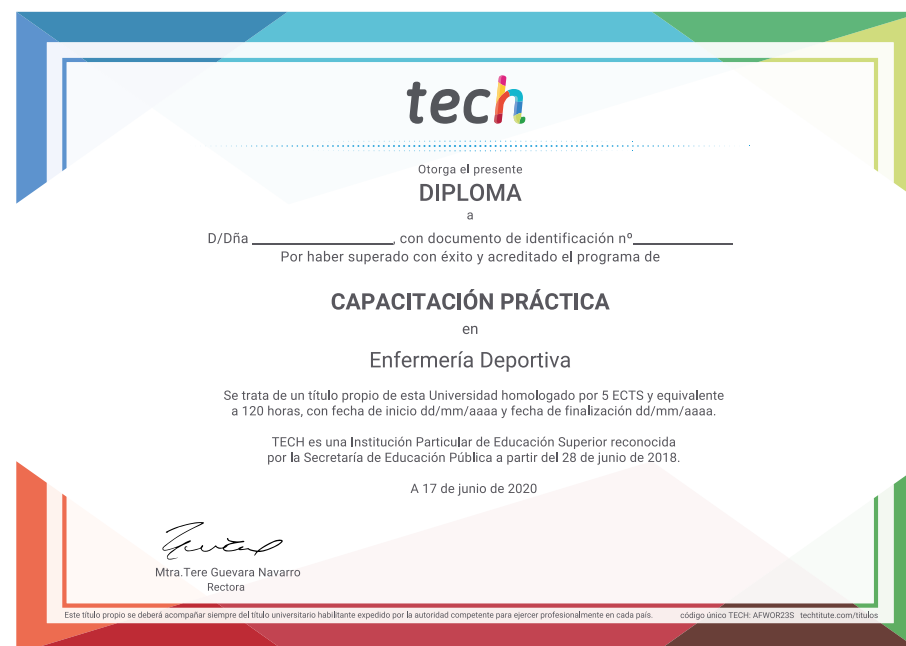 tech
Otorga el presente
DIPLOMA
a
D/Dña ____________________, con documento de identificación nº______________
Por haber superado con éxito y acreditado el programa de
CAPACITACIÓN PRÁCTICA
en
Enfermería Deportiva
Se trata de un título propio de esta Universidad homologado por 5 ECTS y equivalente
a 120 horas, con fecha de inicio dd/mm/aaaa y fecha de finalización dd/mm/aaaa.
TECH es una Institución Particular de Educación Superior reconocida
por la Secretaría de Educación Pública a partir del 28 de junio de 2018.
A 17 de junio de 2020
Mtra.Tere Guevara Navarro
Rectora
Este título propio se deberá acompañar siempre del título universitario habilitante expedido por la autoridad competente para ejercer profesionalmente en cada país. código único TECH: AFWOR23S techtitute.com/titulos